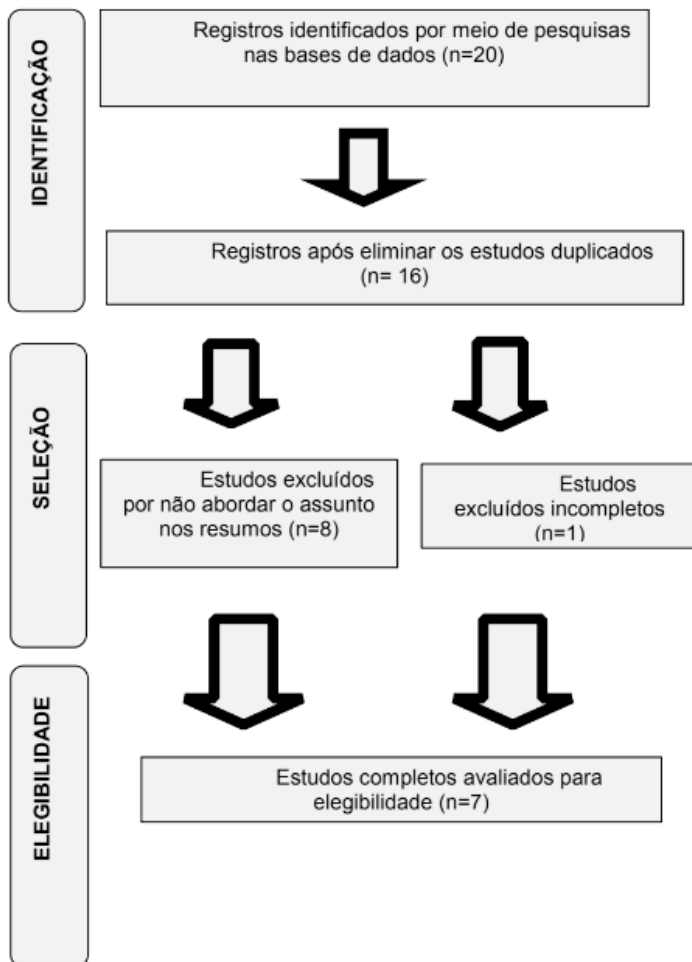 IDENTIFICAÇÃO
Registros identificados por meio de pesquisas
nas bases de dados (n=20)
Registros após eliminar os estudos duplicados
(n= 16)
SELEÇÃO
Estudos excluídos
por não abordar o assunto
nos resumos (n=8)
Estudos
excluídos incompletos
(n=1)
ELEGIBILIDADE
Estudos completos avaliados para
elegibilidade (n=7)